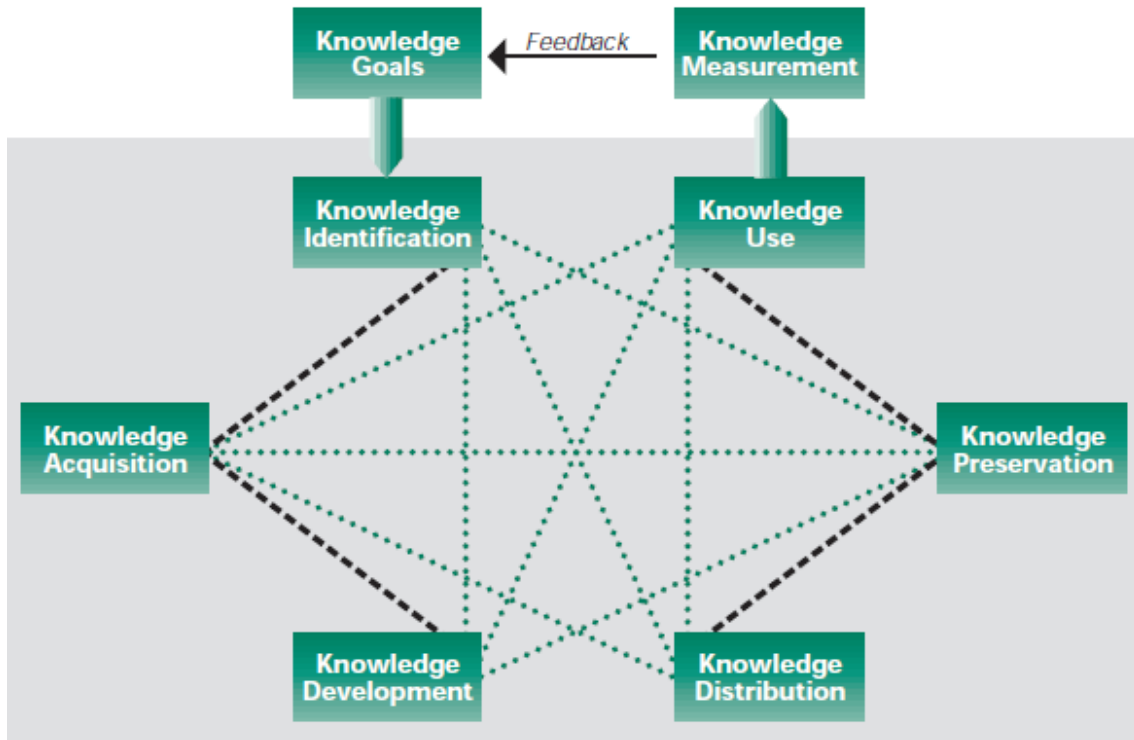 Knowledge
Goals
Feedback
Knowledge
Measurement
Knowledge
Identification
Knowledge
Use
Knowledge
Acquisition
Knowledge
Preservation
Knowledge
Development
Knowledge
Distribution